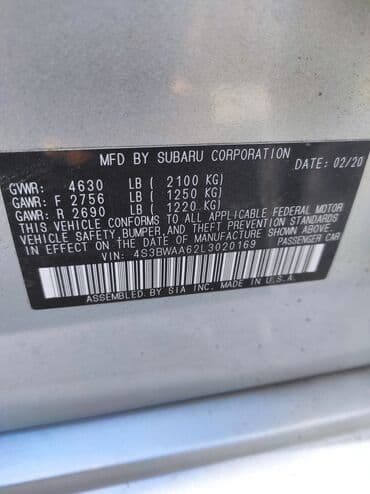 MFD BY SUBARU CORPORATION DATE: 02/20
GVWR: 4630 LB ( 2100 KG)
GAWR: F 2756 LB ( 1250 KG)
GAWR: R 2690 LB ( 1220 KG)
THIS VEHICLE CONFORMS TO ALL APPLICABLE FEDERAL MOTOR
VEHICLE SAFETY, BUMPER, AND THEFT PREVENTION STANDARDS
IN EFFECT ON THE DATE OF MANUFACTURE SHOWN ABOVE.
VIN: 4S3BWAA62L3020169 PASSENGER CAR
ASSEMBLED BY SIA INC. MADE IN U.S.A.